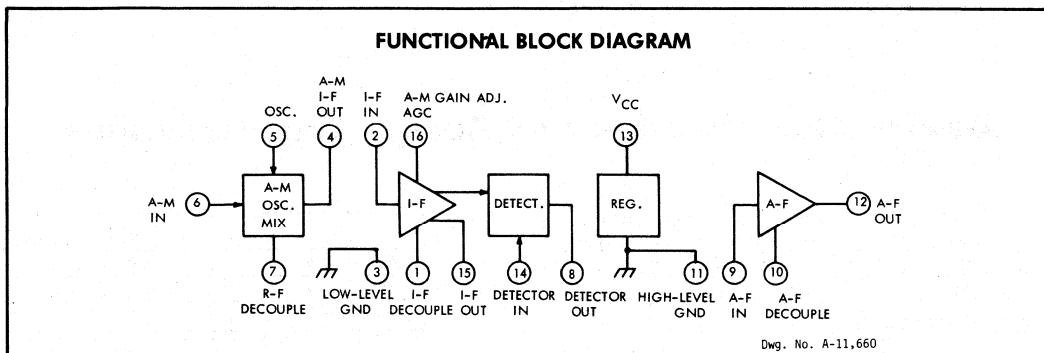 FUNCTIONAL BLOCK DIAGRAM
A-M
I-F
OUT
I-F
IN
A-M GAIN ADJ.
AGC
VCC
OSC.
5
4
2
16
13
A-M
IN
6
A-M
OSC.
MIX
I-F
DETECT.
REG.
A-F
12
A-F
OUT
7
3
1
15
14
8
11
9
10
R-F
DECOUPLE
LOW-LEVEL
GND
I-F
DECOUPLE
I-F
OUT
DETECTOR
IN
DETECTOR
OUT
HIGH-LEVEL
GND
A-F
IN
A-F
DECOUPLE
Dwg. No. A-11,660